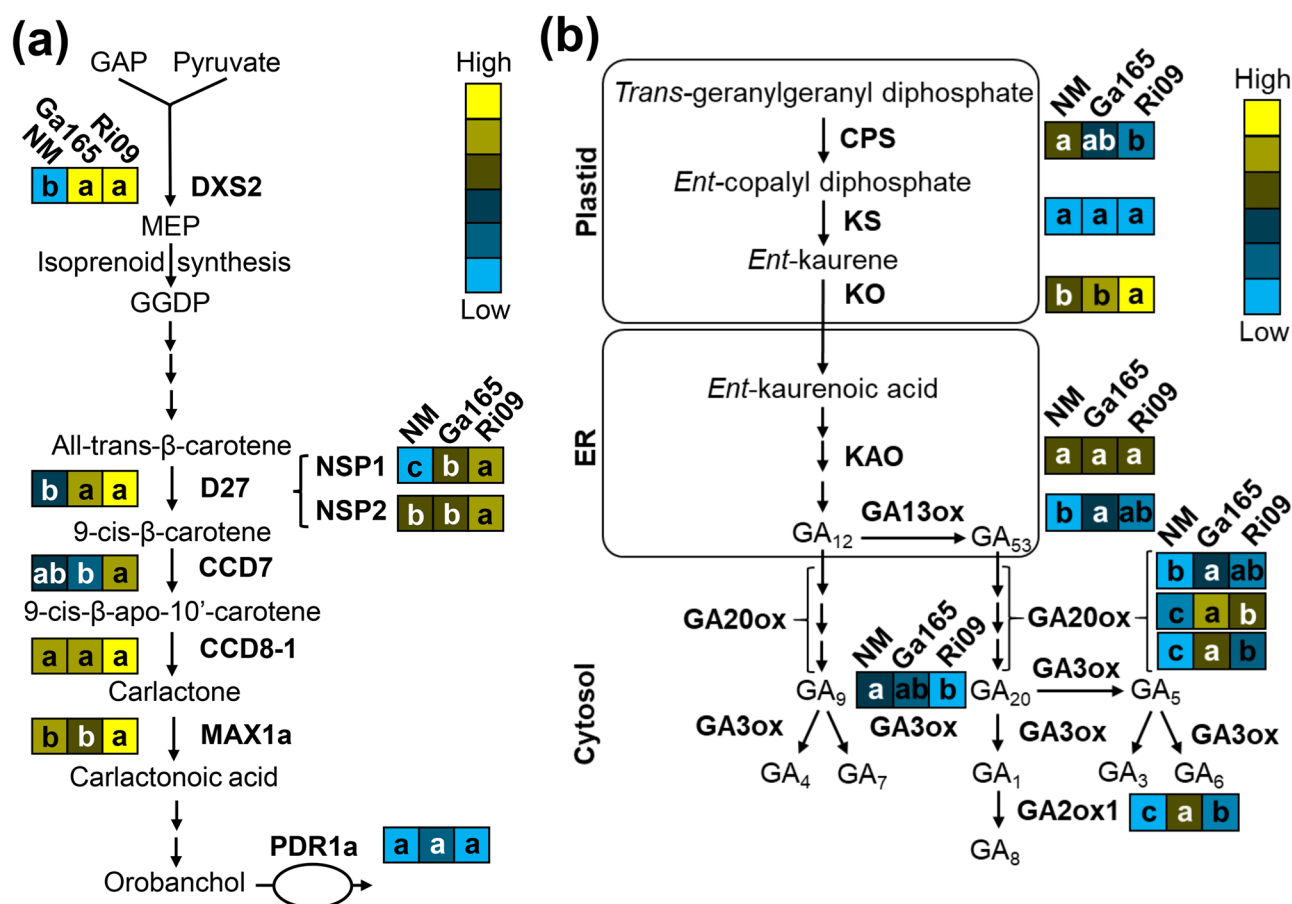 (a)
GAP Pyruvate
High
Low
NM Ga165 Ri09
b a a
DXS2
MEP
Isoprenoid synthesis
GGDP
All-trans-β-carotene
NM Ga165 Ri09
NSP1 c b a
NSP2 b b a
b a a D27
9-cis-β-carotene
ab b a CCD7
9-cis-β-apo-10’-carotene
a a a CCD8-1
Carlactone
b b a MAX1a
Carlactonoic acid
PDR1a a a a
Orobanchol
(b)
Plastid
Trans-geranylgeranyl diphosphate
NM Ga165 Ri09
High
Low
CPS a ab b
Ent-copalyl diphosphate
KS a a a
Ent-kaurene
KO b b a
ER
Ent-kaurenoic acid
NM Ga165 Ri09
KAO a a a
GA13ox b a ab
GA12 GA53
Cytosol
NM Ga165 Ri09
b a ab
GA20ox GA20ox c a b
c a b
NM Ga165 Ri09
GA9 a ab b GA20 GA3ox GA5
GA3ox GA3ox GA3ox GA3ox
GA4 GA7 GA1 GA3 GA6
GA2ox1 c a b
GA8